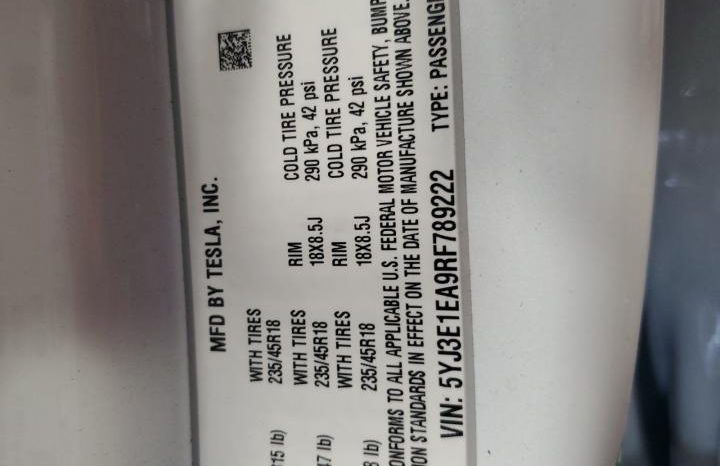 MFD BY TESLA, INC.
WITH TIRES RIM COLD TIRE PRESSURE
15 lb) 235/45R18 18X8.5J 290 kPa, 42 psi
WITH TIRES RIM COLD TIRE PRESSURE
7 lb) 235/45R18 18X8.5J 290 kPa, 42 psi
WITH TIRES
lb) 235/45R18
ONFORMS TO ALL APPLICABLE U.S. FEDERAL MOTOR VEHICLE SAFETY, BUMP
ION STANDARDS IN EFFECT ON THE DATE OF MANUFACTURE SHOWN ABOVE.
VIN: 5YJ3E1EA9RF789222 TYPE: PASSENG